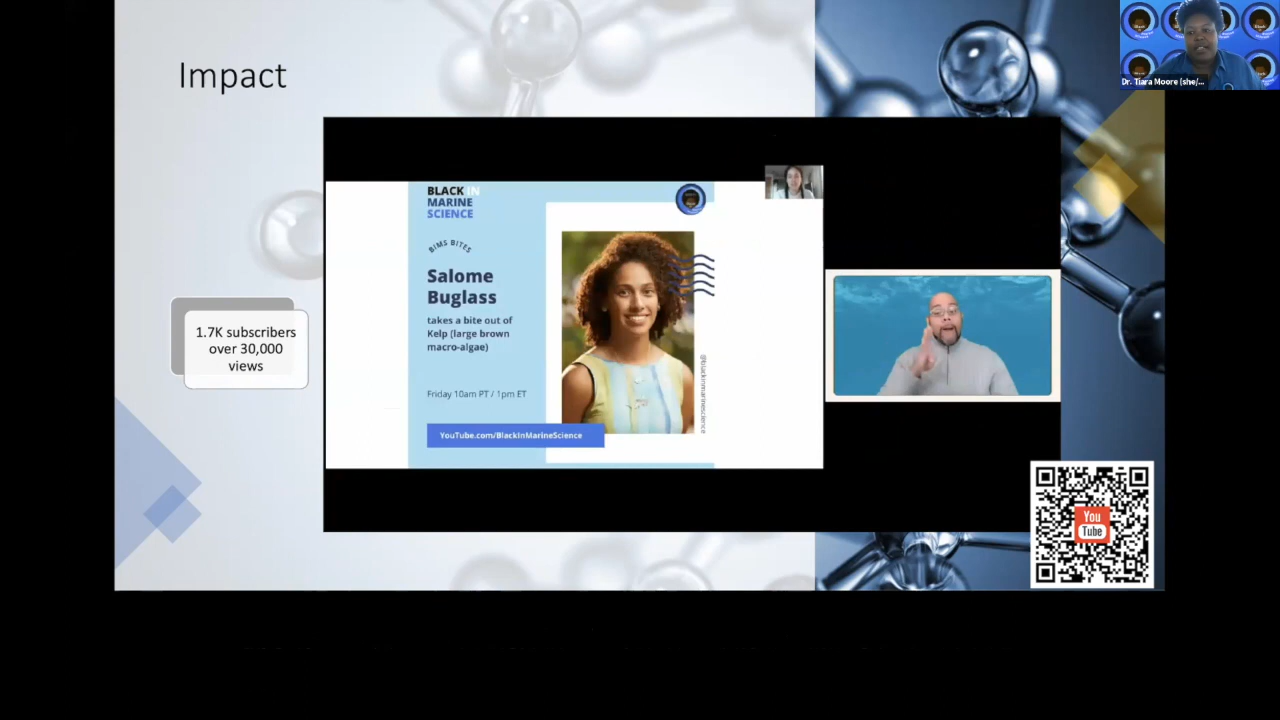 Impact
Dr. Tiara Moore (she/...
BLACK IN
MARINE
SCIENCE
BIMS BITES
Salome
Buglass
takes a bite out of
Kelp (large brown
macro-algae)
Friday 10am PT / 1pm ET
YouTube.com/BlackInMarineScience
@blackinmarinescience
1.7K subscribers
over 30,000
views
You
Tube